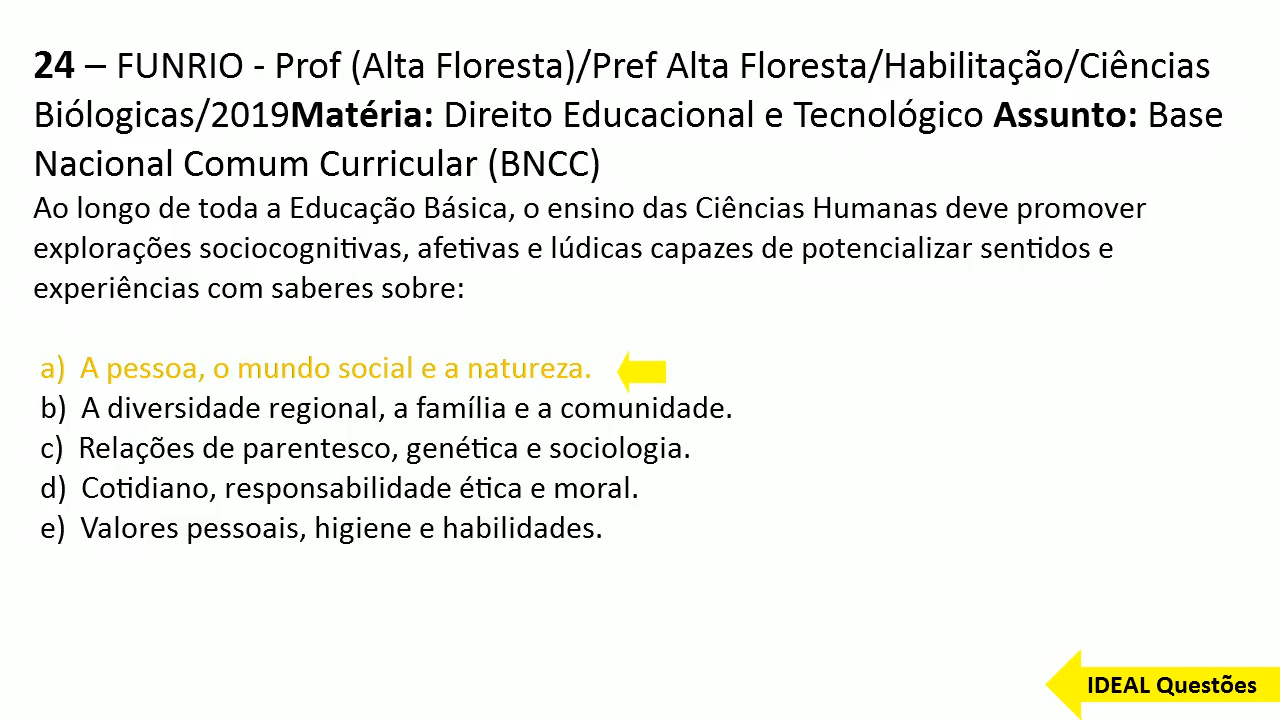 24 – FUNRIO - Prof (Alta Floresta)/Pref Alta Floresta/Habilitação/Ciências
Biólogicas/2019Matéria: Direito Educacional e Tecnológico Assunto: Base
Nacional Comum Curricular (BNCC)
Ao longo de toda a Educação Básica, o ensino das Ciências Humanas deve promover
explorações sociocognitivas, afetivas e lúdicas capazes de potencializar sentidos e
experiências com saberes sobre:
a) A pessoa, o mundo social e a natureza.
b) A diversidade regional, a família e a comunidade.
c) Relações de parentesco, genética e sociologia.
d) Cotidiano, responsabilidade ética e moral.
e) Valores pessoais, higiene e habilidades.
IDEAL Questões